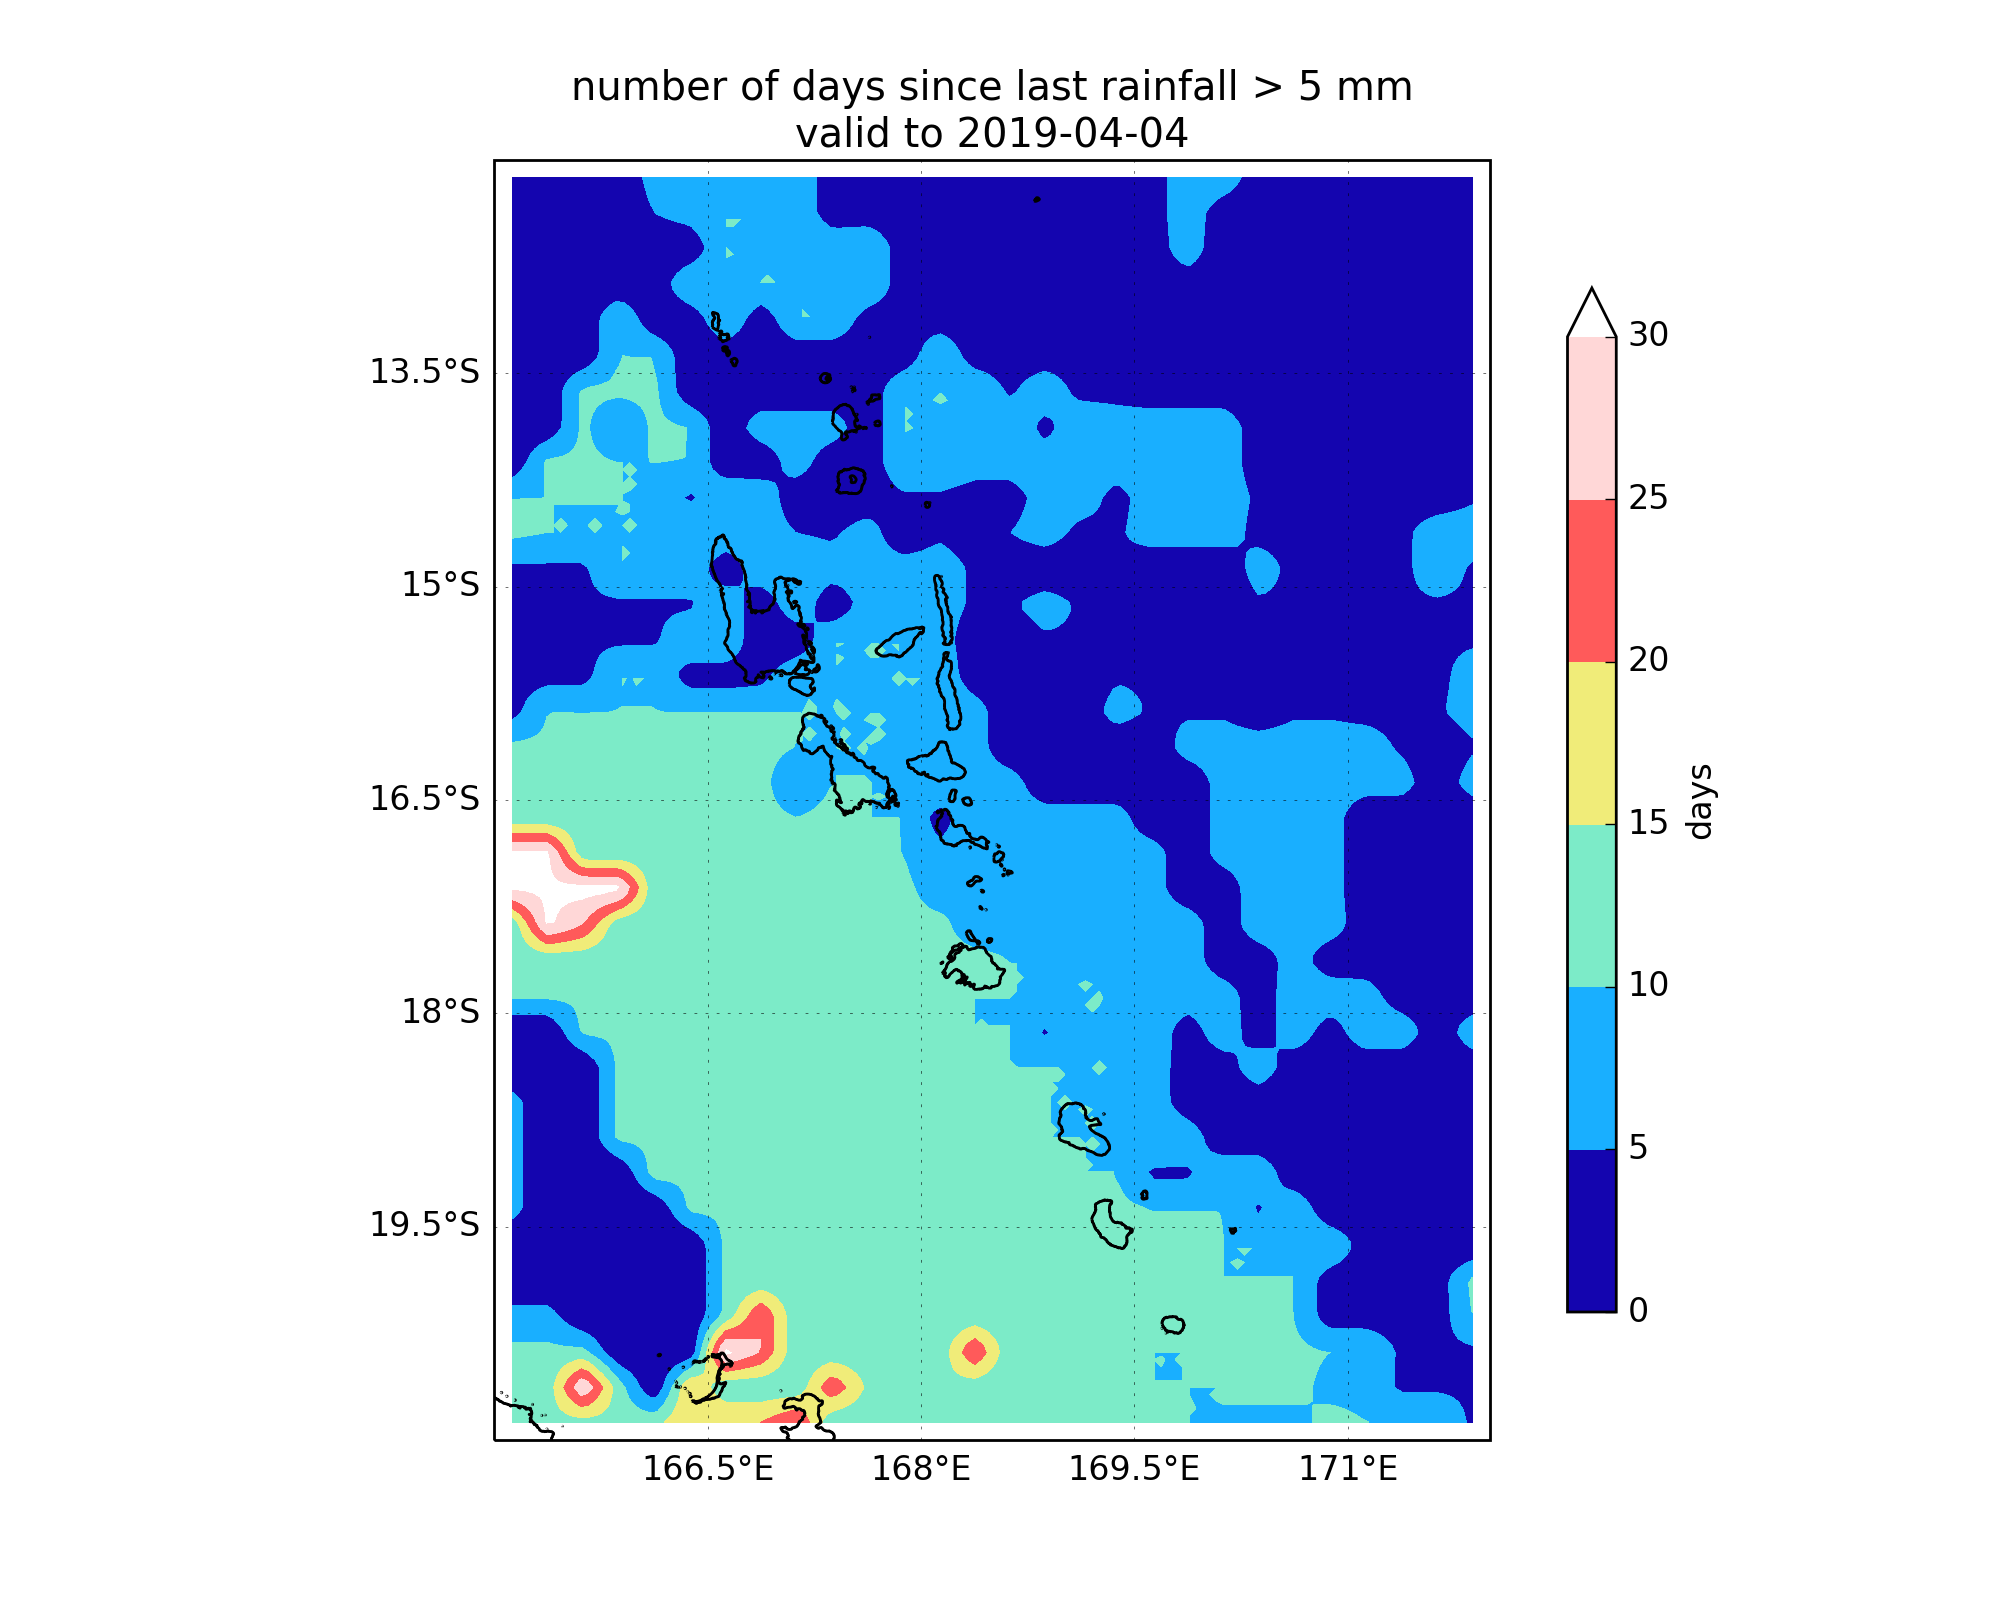 number of days since last rainfall > 5 mm
valid to 2019-04-04
13.5°S
15°S
16.5°S
18°S
19.5°S
166.5°E
168°E
169.5°E
171°E
30
25
20
15
10
5
0
days